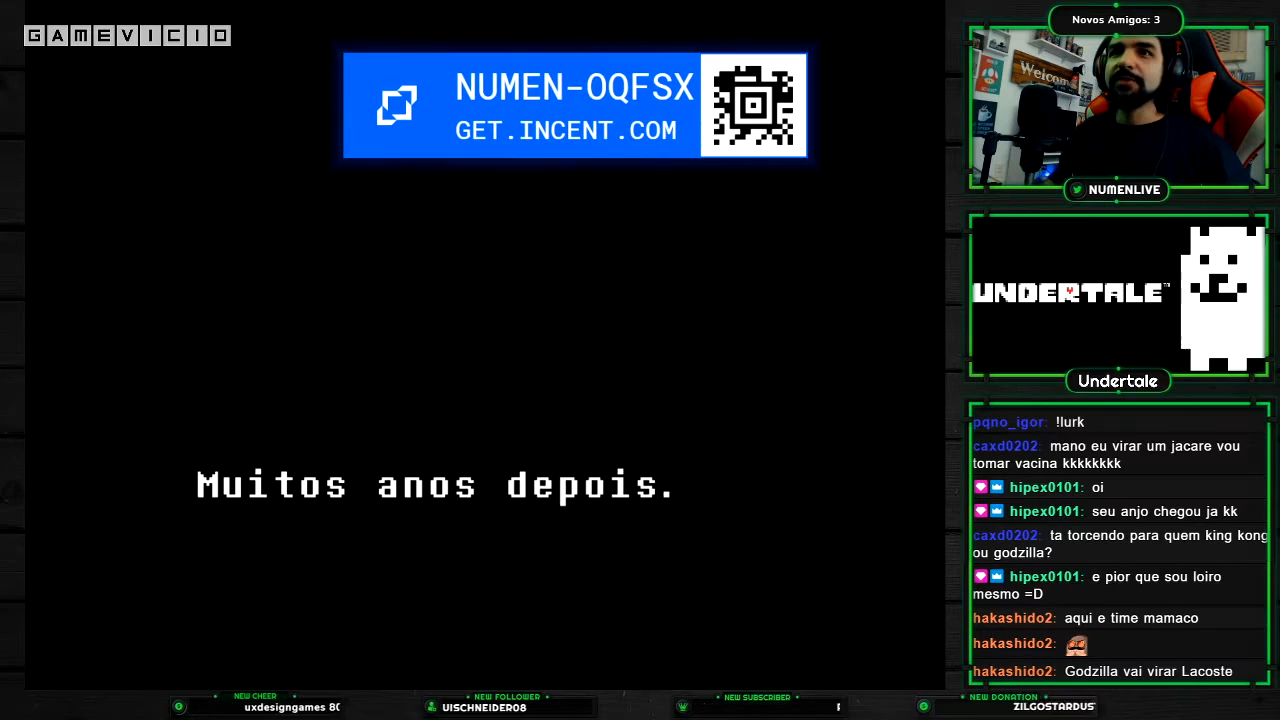 GAMEVICIO
NUMEN-OQFSX
GET.INCENT.COM
Muitos anos depois.
Novos Amigos: 3
Welcome
NUMENLIVE
UNDERTALE™
Undertale
pqno_igor: !lurk
caxd0202: mano eu virar um jacare vou
tomar vacina kkkkkkkk
hipex0101: oi
hipex0101: seu anjo chegou ja kk
caxd0202: ta torcendo para quem king kong
ou godzilla?
hipex0101: e pior que sou loiro
mesmo =D
hakashido2: aqui e time mamaco
hakashido2:
hakashido2: Godzilla vai virar Lacoste
NEW CHEER
uxdesigngames 80
NEW FOLLOWER
UISCHNEIDER08
NEW SUBSCRIBER
NEW DONATION
ZILGOSTARDUS